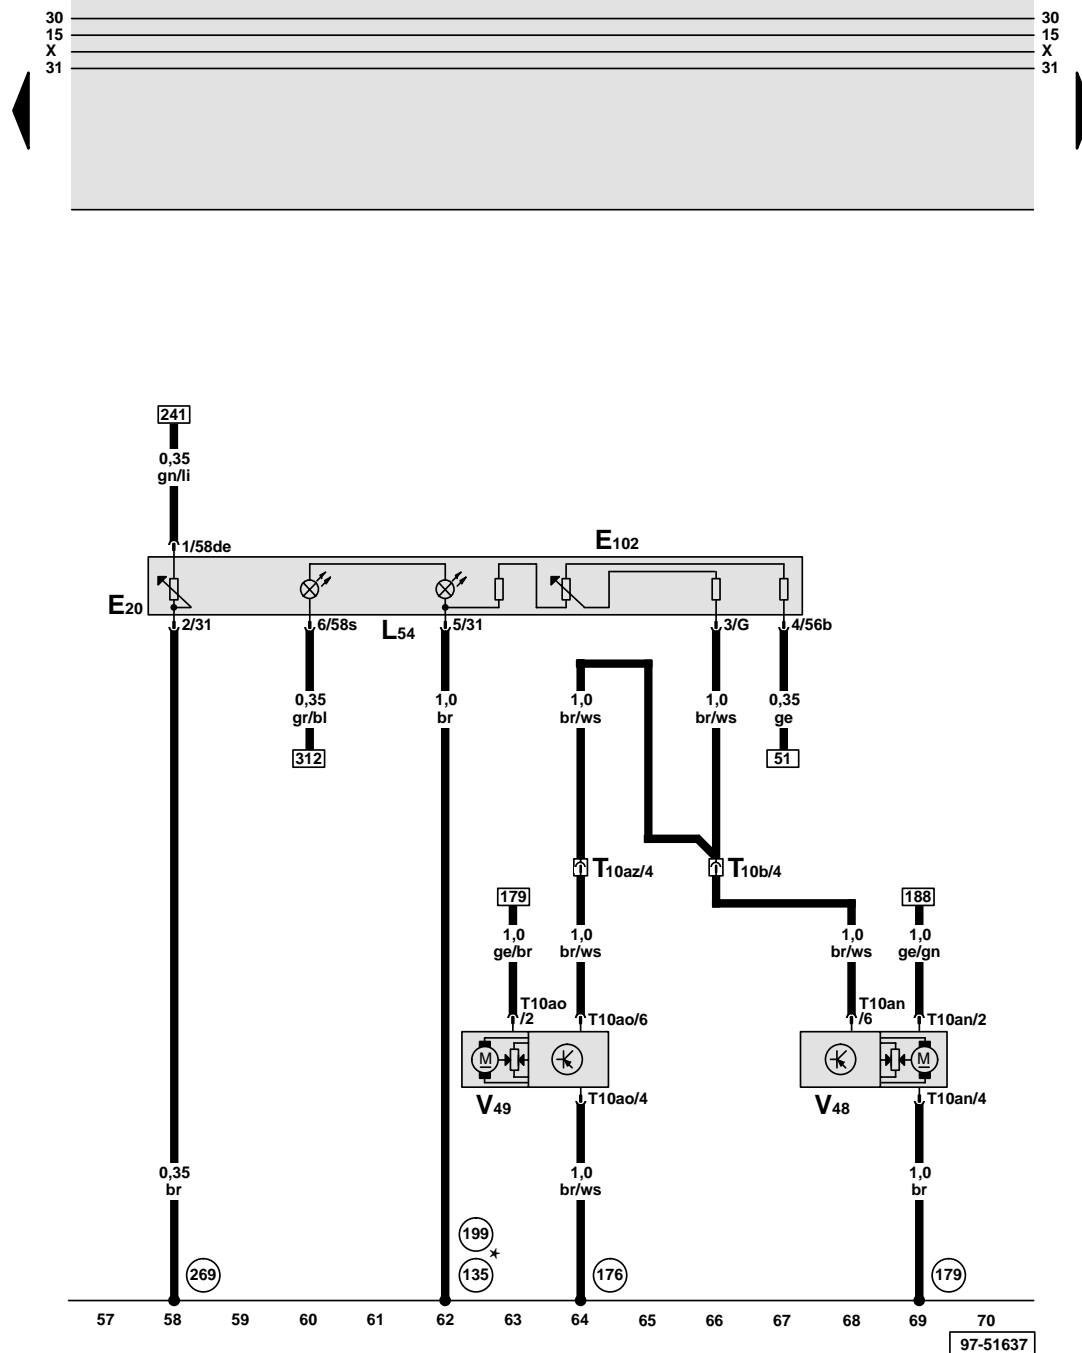 30 30
15 15
X X
31 31
241
0,35
gn/li
1/58de
E102
E20
2/31
6/58s
L54
5/31
3/G
4/56b
0,35
gr/bl
1,0
br
1,0
br/ws
1,0
br/ws
0,35
ge
312
51
T10az/4
T10b/4
179
188
1,0
ge/br
1,0
br/ws
1,0
br/ws
1,0
ge/gn
T10ao
/2
T10ao/6
T10an
/6
T10an/2
M
M
V49
T10ao/4
V48
T10an/4
0,35
br
1,0
br/ws
1,0
br
199
*
269
135
176
179
57 58 59 60 61 62 63 64 65 66 67 68 69 70
97-51637